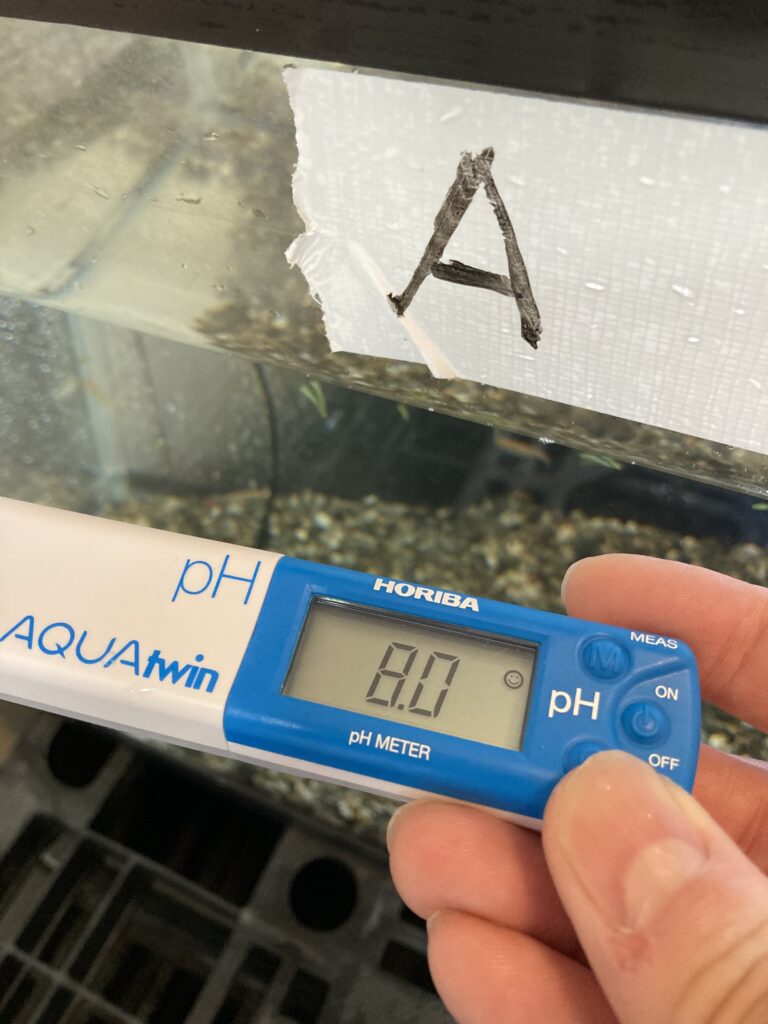 A
pH
AQUAtwin
HORIBA
8.0
pH METER
MEAS
M
pH
ON
OFF